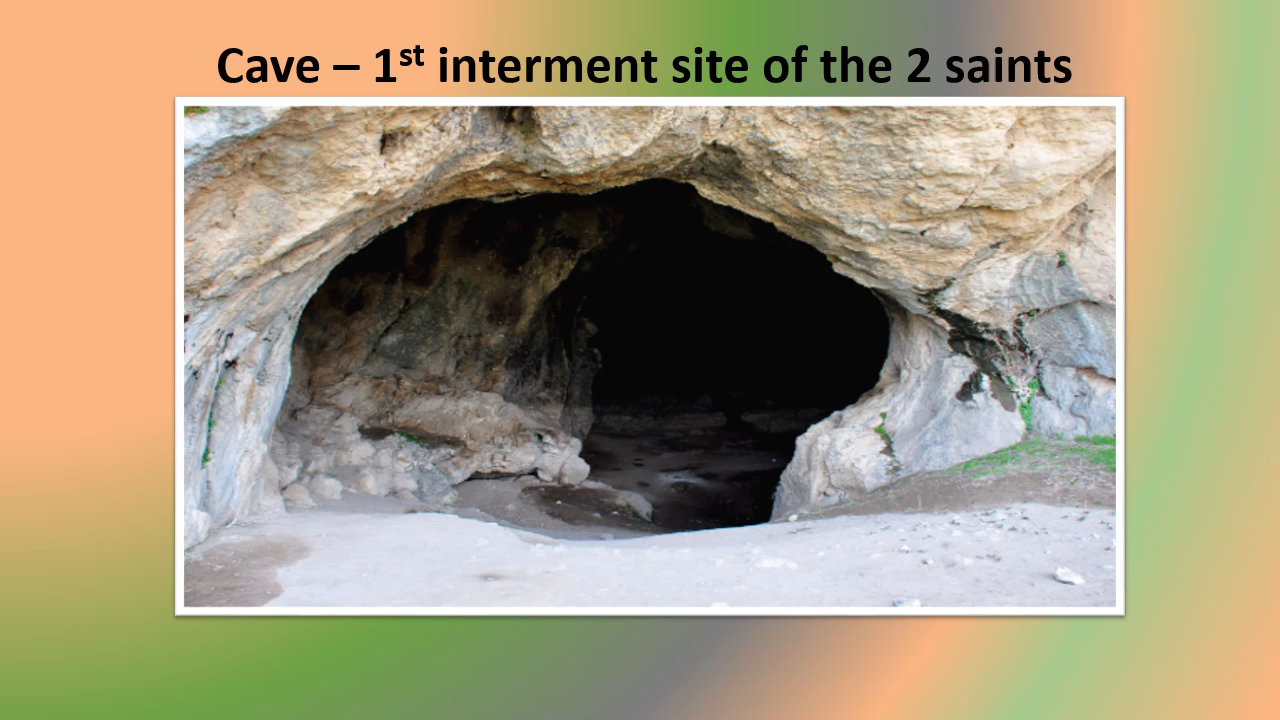 Cave – 1st interment site of the 2 saints